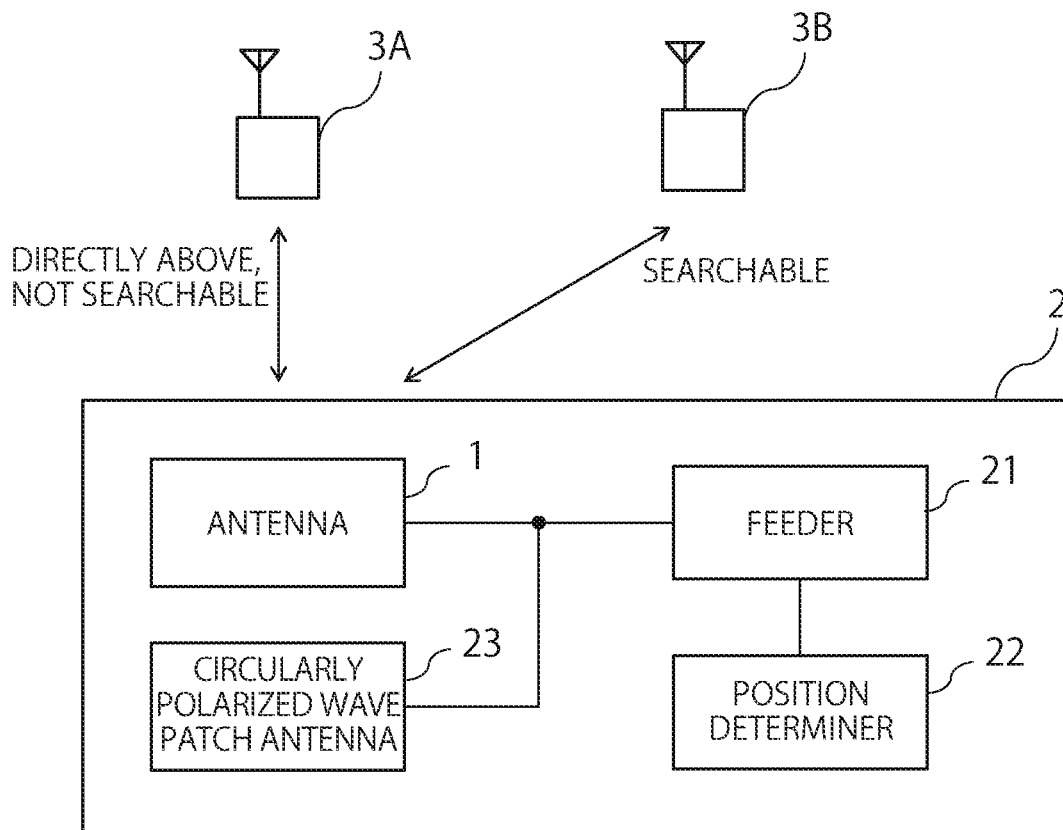 3A
3B
DIRECTLY ABOVE,
NOT SEARCHABLE
SEARCHABLE
2
1
ANTENNA
21
FEEDER
23
CIRCULARLY
POLARIZED WAVE
PATCH ANTENNA
22
POSITION
DETERMINER